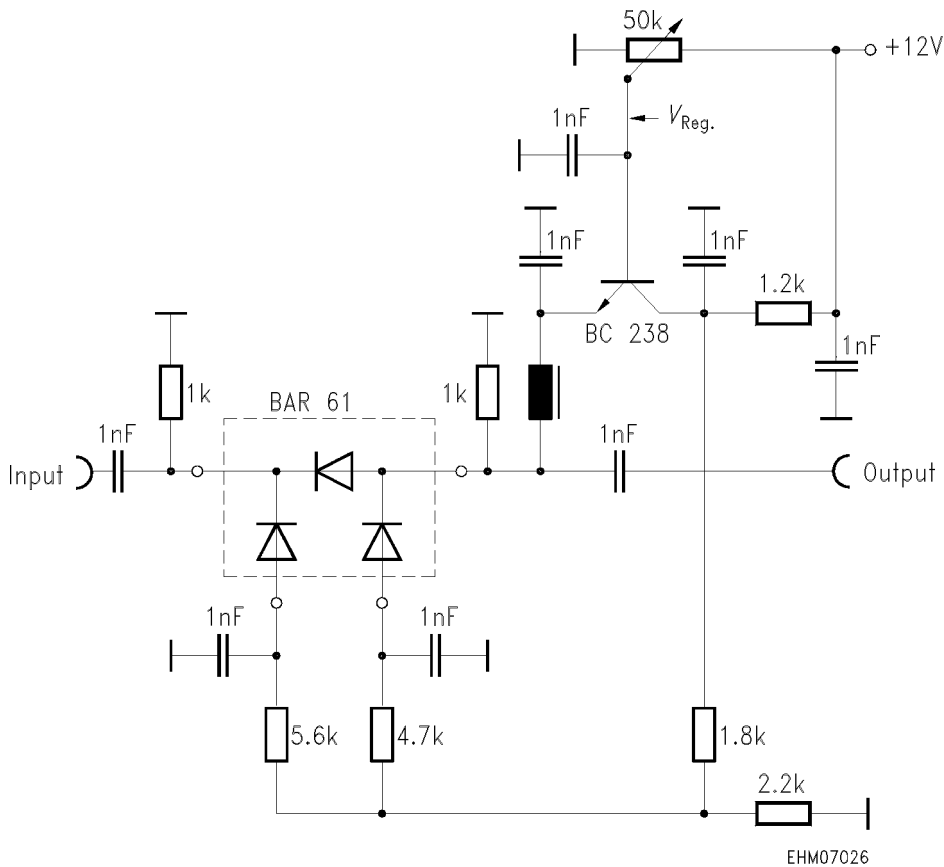 50k
+12V
1nF
V Reg.
1nF
1nF
1.2k
BC 238
1nF
1k
BAR 61
1k
1nF
1nF
Input
Output
1nF
1nF
5.6k
4.7k
1.8k
2.2k
EHM07026